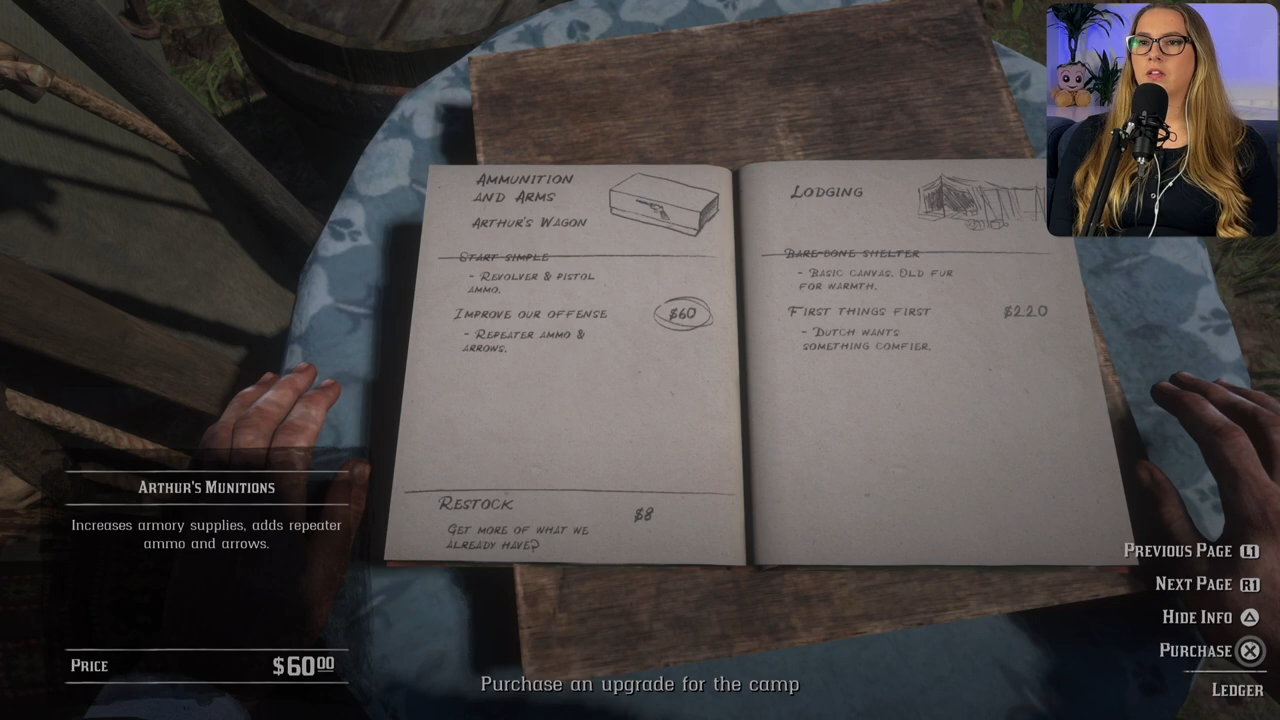 AMMUNITION
AND ARMS
ARTHUR'S WAGON
START SIMPLE
- REVOLVER & PISTOL
AMMO.
IMPROVE OUR OFFENSE $60
- REPEATER AMMO &
ARROWS.
RESTOCK $8
GET MORE OF WHAT WE
ALREADY HAVE?
LODGING
BARE-BONE SHELTER
- BASIC CANVAS. OLD FUR
FOR WARMTH.
FIRST THINGS FIRST $220
- DUTCH WANTS
SOMETHING COMFIER.
ARTHUR'S MUNITIONS
Increases armory supplies, adds repeater
ammo and arrows.
PRICE $6000
PREVIOUS PAGE L1
NEXT PAGE R1
HIDE INFO
PURCHASE
LEDGER
Purchase an upgrade for the camp